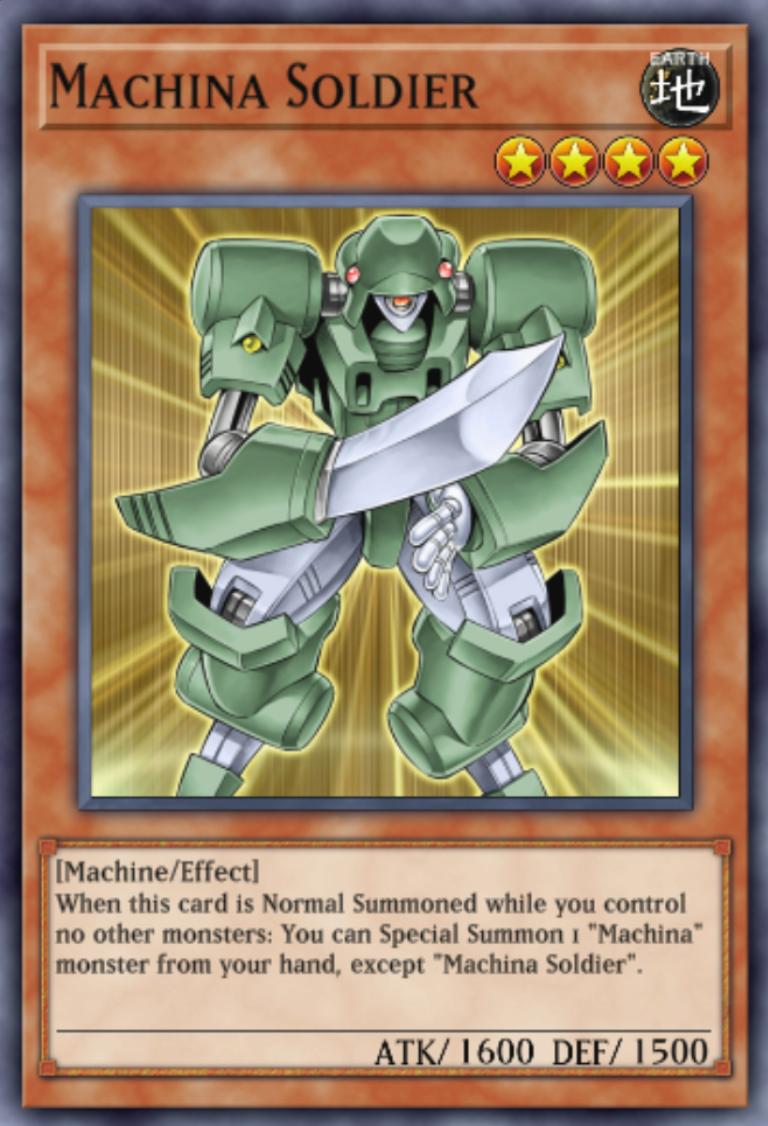 MACHINA SOLDIER
EARTH
地
[Machine/Effect]
When this card is Normal Summoned while you control
no other monsters: You can Special Summon 1 "Machina"
monster from your hand, except "Machina Soldier".
ATK/ 1600 DEF/ 1500